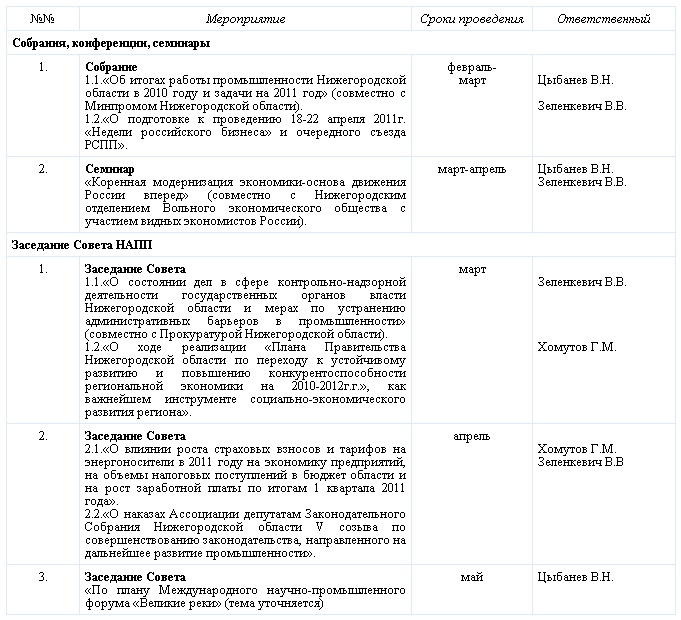 №№ Мероприятие Сроки проведения Ответственный
Собрания, конференции, семинары
1. Собрание февраль-
1.1.«Об итогах работы промышленности Нижегородской март Цыбанев В.Н.
области в 2010 году и задачи на 2011 год» (совместно с
Минпромом Нижегородской области). Зеленкевич В.В.
1.2.«О подготовке к проведению 18-22 апреля 2011г.
«Недели российского бизнеса» и очередного съезда
РСПП».
2. Семинар март-апрель Цыбанев В.Н.
«Коренная модернизация экономики-основа движения Зеленкевич В.В.
России вперед» (совместно с Нижегородским
отделением Вольного экономического общества с
участием видных экономистов России).
Заседание Совета НАПП
1. Заседание Совета март
1.1.«О состоянии дел в сфере контрольно-надзорной Зеленкевич В.В.
деятельности государственных органов власти
Нижегородской области и мерах по устранению
административных барьеров в промышленности»
(совместно с Прокуратурой Нижегородской области).
1.2.«О ходе реализации «Плана Правительства Хомутов Г.М.
Нижегородской области по переходу к устойчивому
развитию и повышению конкурентоспособности
региональной экономики на 2010-2012г.г.», как
важнейшем инструменте социально-экономического
развития региона».
2. Заседание Совета апрель
2.1.«О влиянии роста страховых взносов и тарифов на Хомутов Г.М.
энергоносители в 2011 году на экономику предприятий, Зеленкевич В.В
на объемы налоговых поступлений в бюджет области и
на рост заработной платы по итогам 1 квартала 2011
года».
2.2.«О наказах Ассоциации депутатам Законодательного
Собрания Нижегородской области V созыва по
совершенствованию законодательства, направленного на
дальнейшее развитие промышленности».
3. Заседание Совета май Цыбанев В.Н.
«По плану Международного научно-промышленного
форума «Великие реки» (тема уточняется)